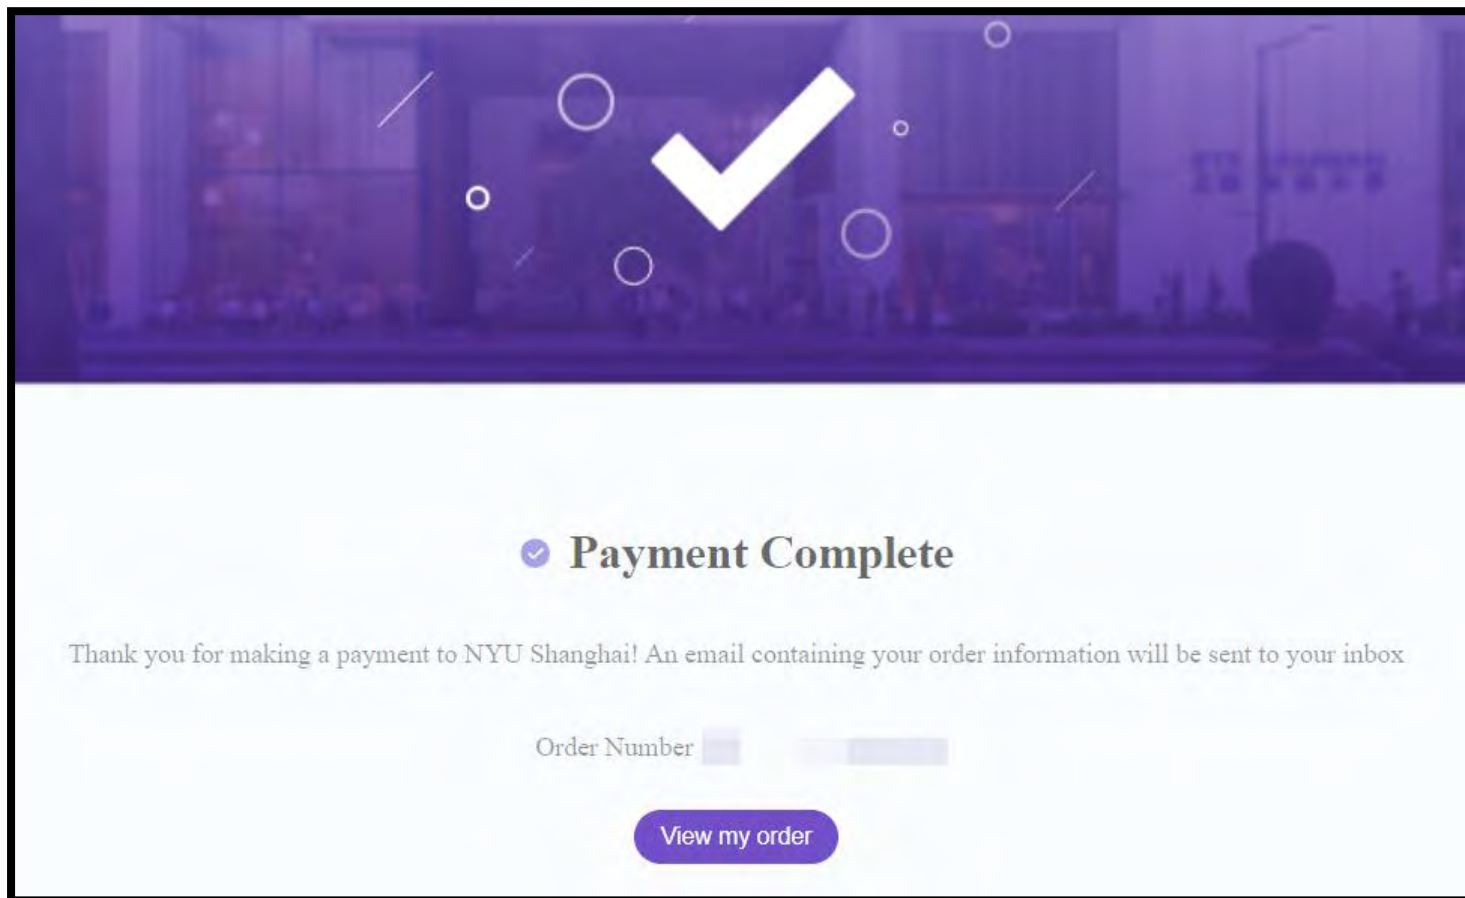 Payment Complete
Thank you for making a payment to NYU Shanghai! An email containing your order information will be sent to your inbox
Order Number
View my order